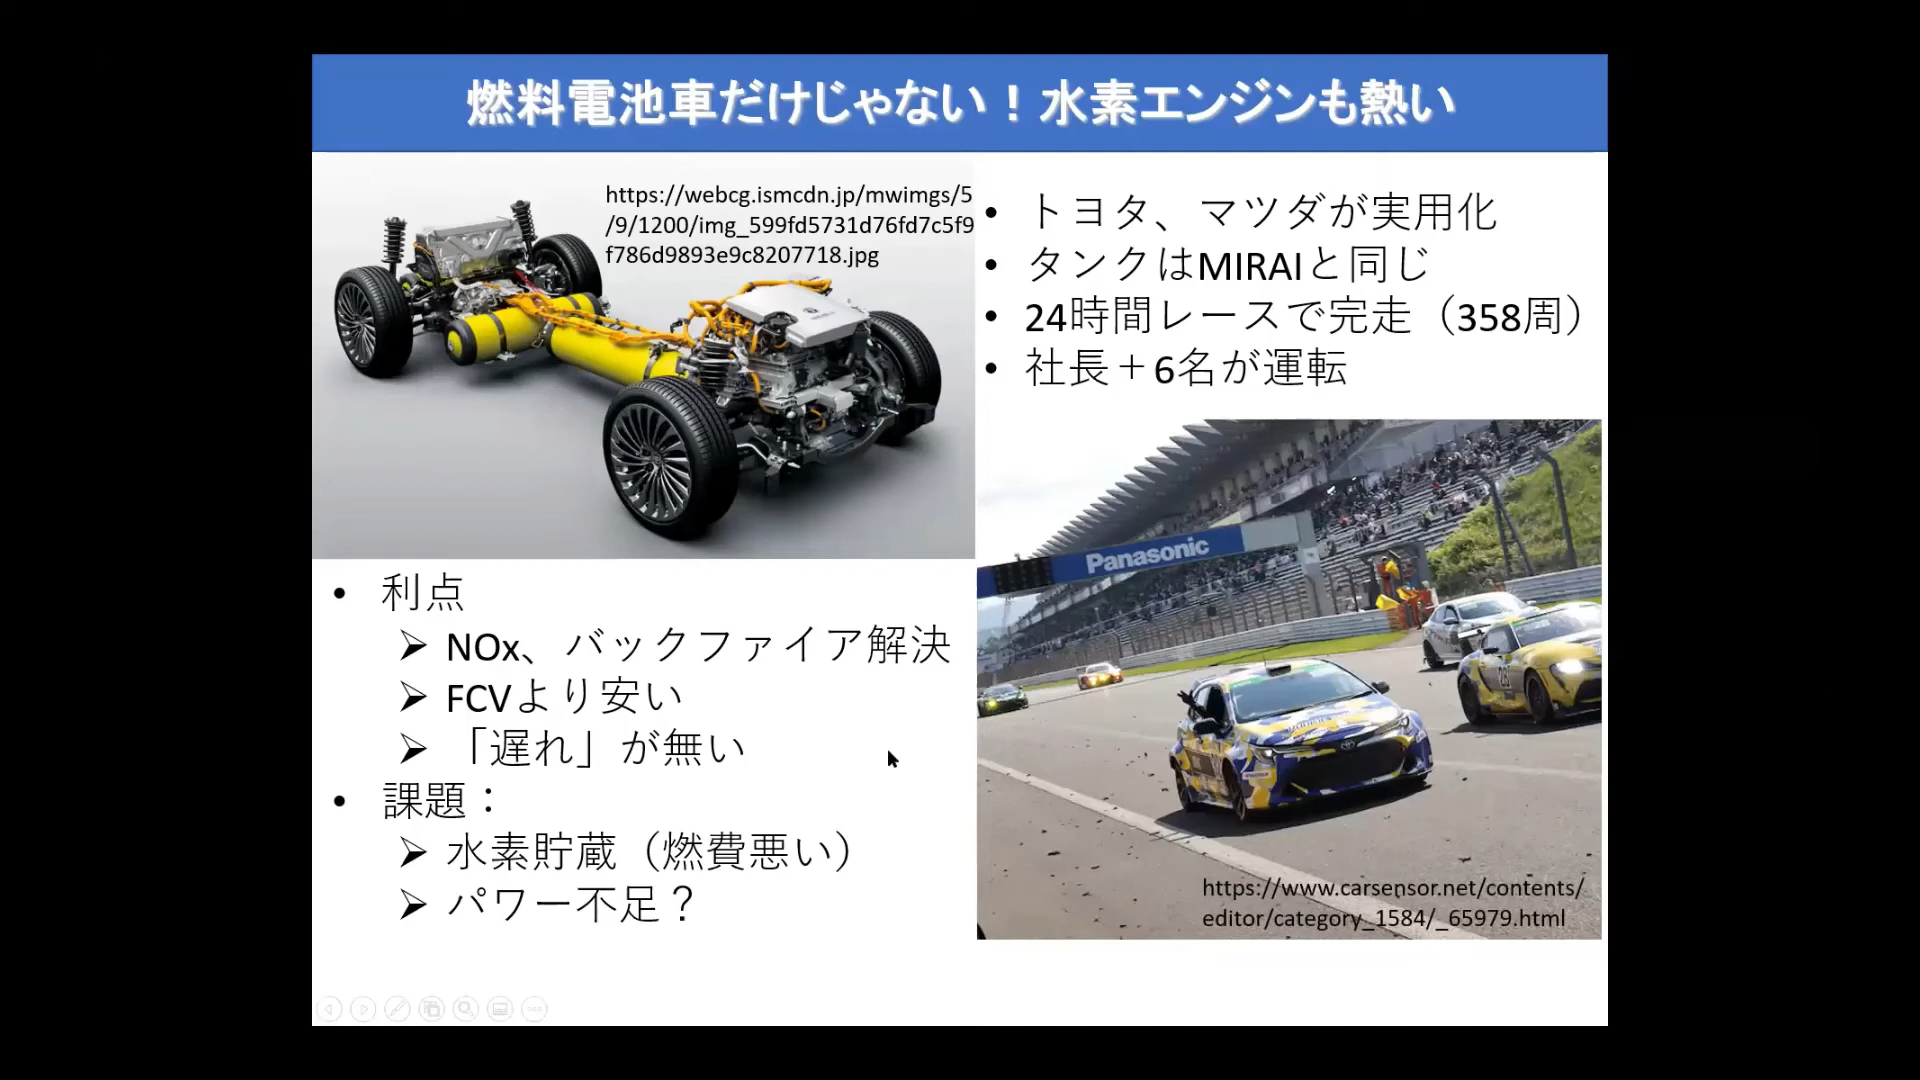 燃料電池車だけじゃない！水素エンジンも熱い
https://webcg.ismcdn.jp/mwimgs/5
/9/1200/img_599fd5731d76fd7c5f9
f786d9893e9c8207718.jpg
• トヨタ、マツダが実用化
• タンクはMIRAIと同じ
• 24時間レースで完走（358周）
• 社長＋6名が運転
• 利点
➢ NOx、バックファイア解決
➢ FCVより安い
➢ 「遅れ」が無い
• 課題：
➢ 水素貯蔵（燃費悪い）
➢ パワー不足？
Panasonic
https://www.carsensor.net/contents/
editor/category_1584/_65979.html